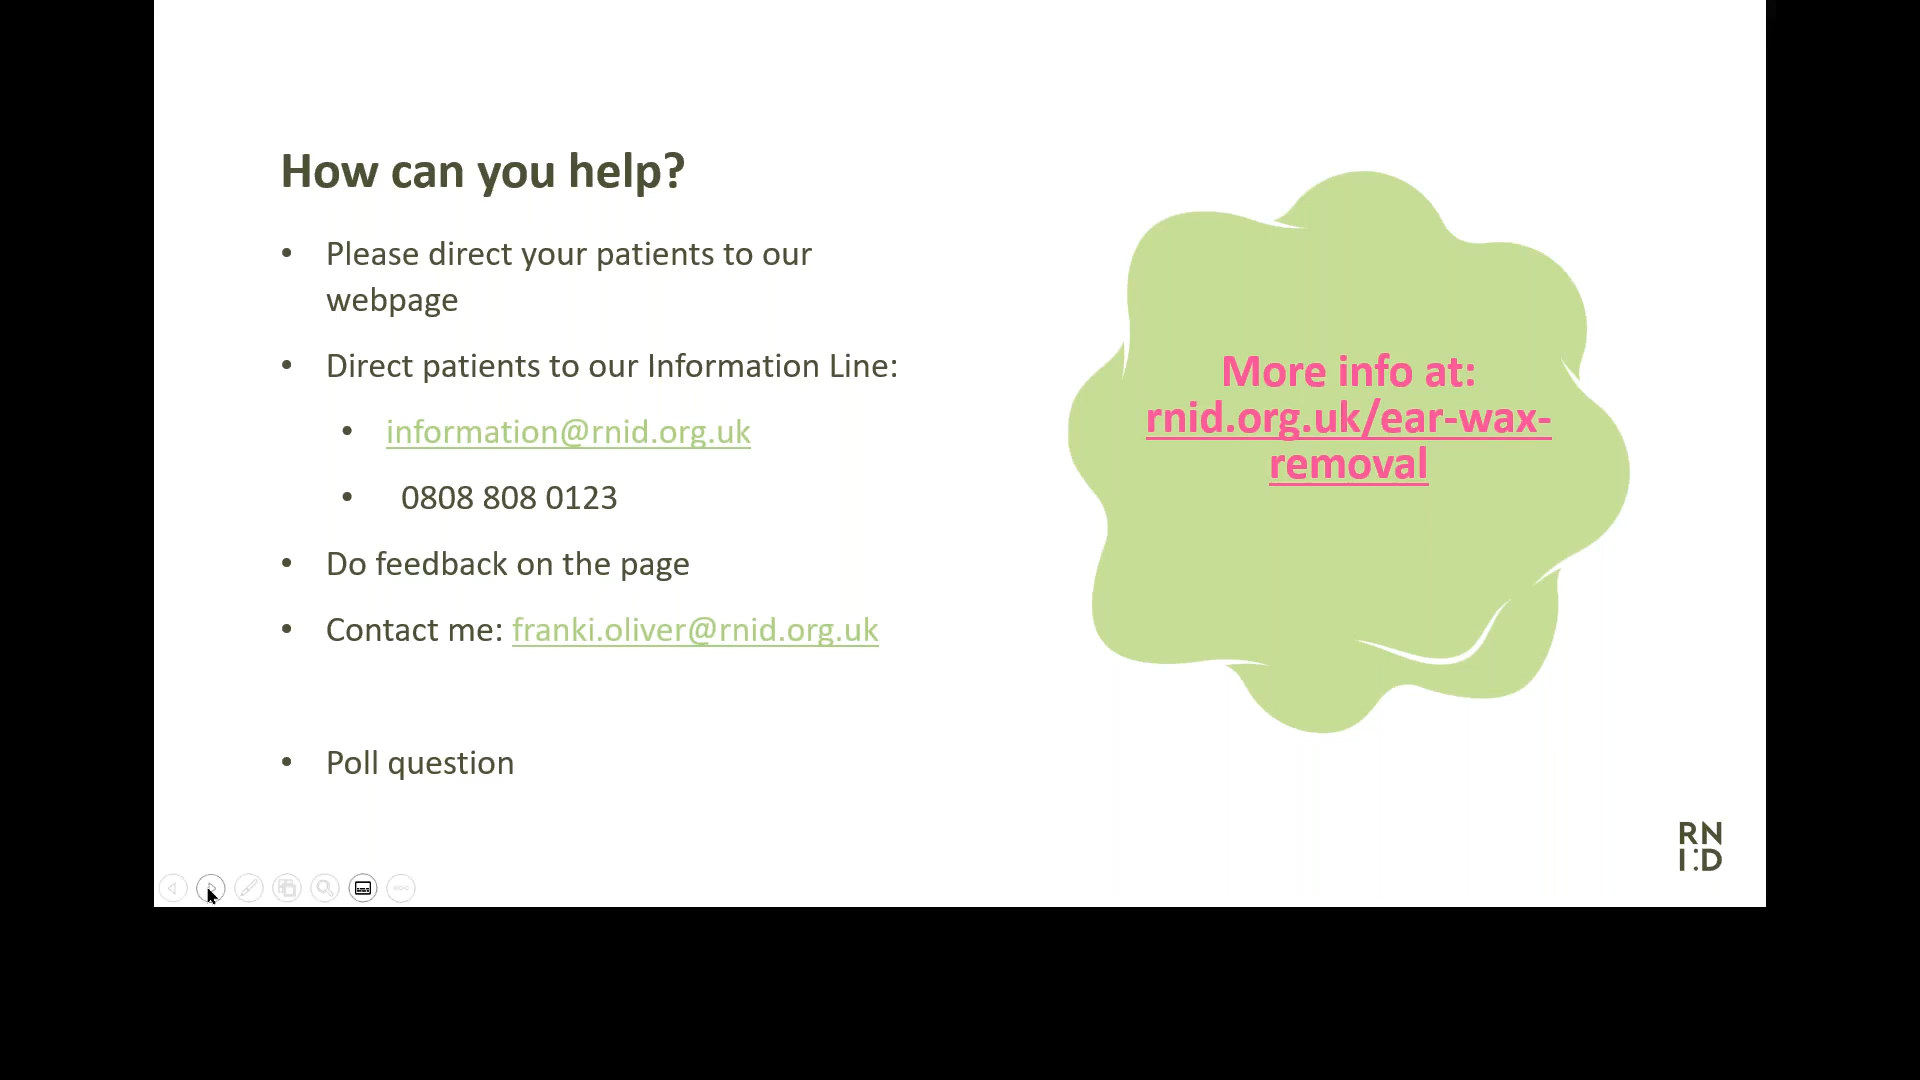 How can you help?
• Please direct your patients to our
webpage
• Direct patients to our Information Line:
• information@rnid.org.uk
• 0808 808 0123
• Do feedback on the page
• Contact me: franki.oliver@rnid.org.uk
• Poll question
More info at:
rnid.org.uk/ear-wax-
removal
RN
I:D